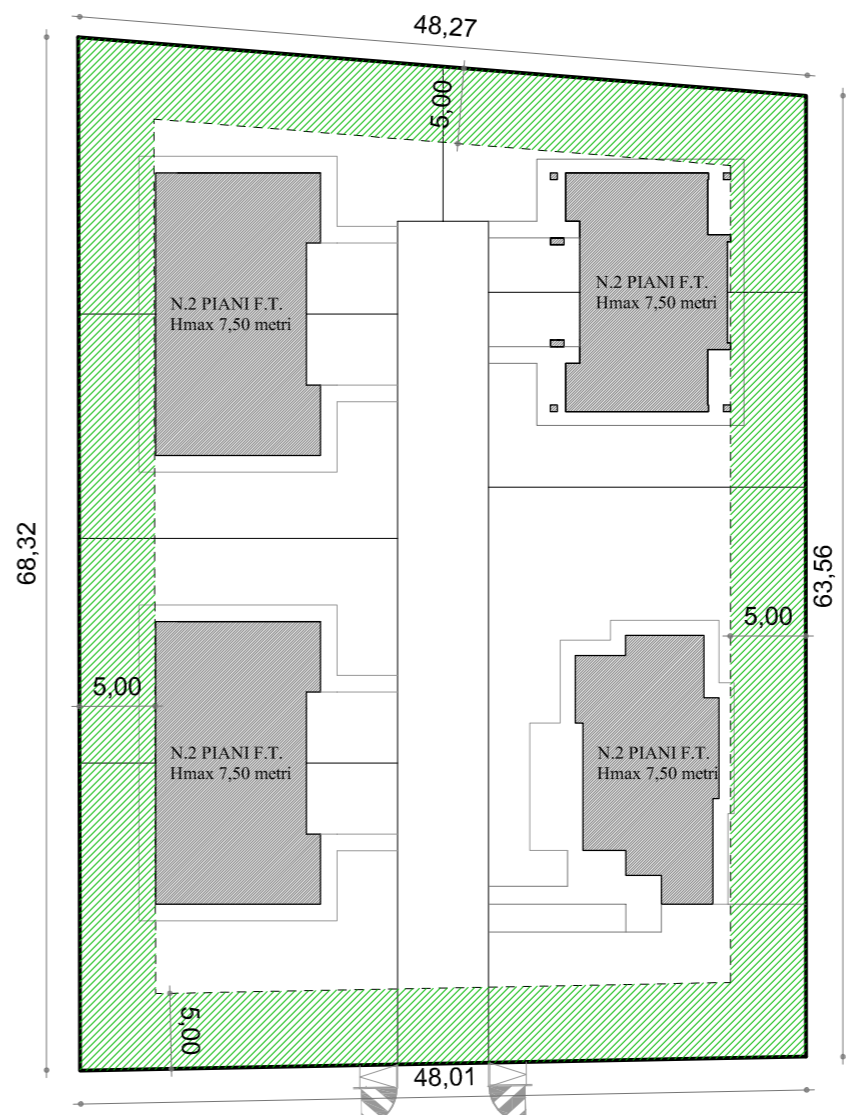 48,27
5,00
N.2 PIANI F.T.
Hmax 7,50 metri
N.2 PIANI F.T.
Hmax 7,50 metri
68,32
63,56
5,00
5,00
N.2 PIANI F.T.
Hmax 7,50 metri
N.2 PIANI F.T.
Hmax 7,50 metri
5,00
48,01